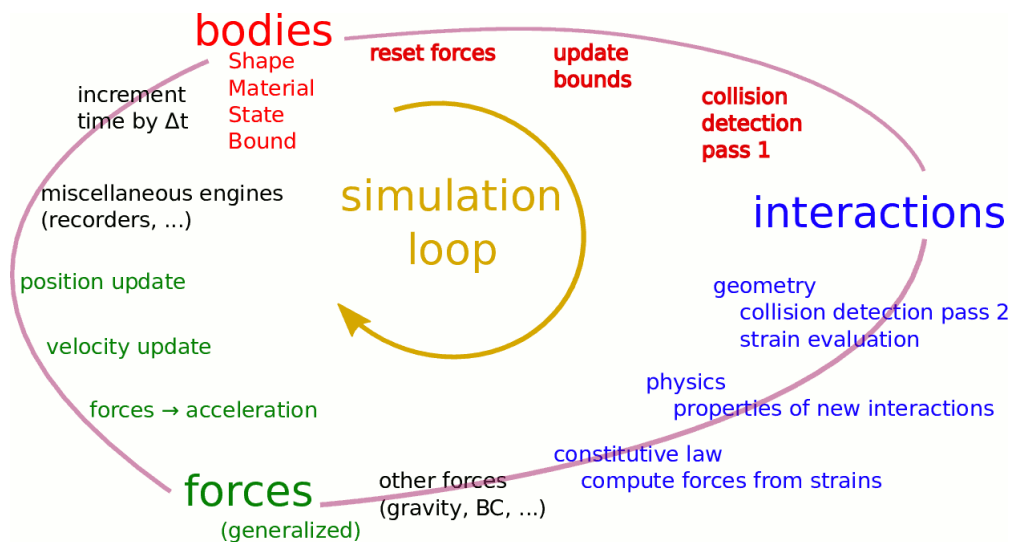 bodies
Shape
Material
State
Bound
reset forces
update
bounds
collision
detection
pass 1
increment
time by Δt
simulation
loop
miscellaneous engines
(recorders, ...)
interactions
position update
geometry
collision detection pass 2
strain evaluation
velocity update
physics
properties of new interactions
forces → acceleration
constitutive law
compute forces from strains
forces
(generalized)
other forces
(gravity, BC, ...)